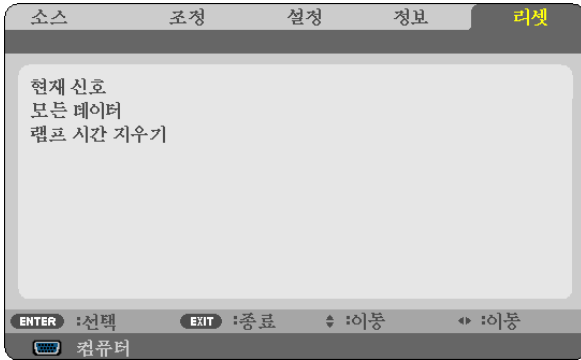 소스 조정 설정 정보 리셋
현재 신호
모든 데이터
램프 시간 지우기
ENTER :선택 EXIT :종료 :이동 :이동
컴퓨터